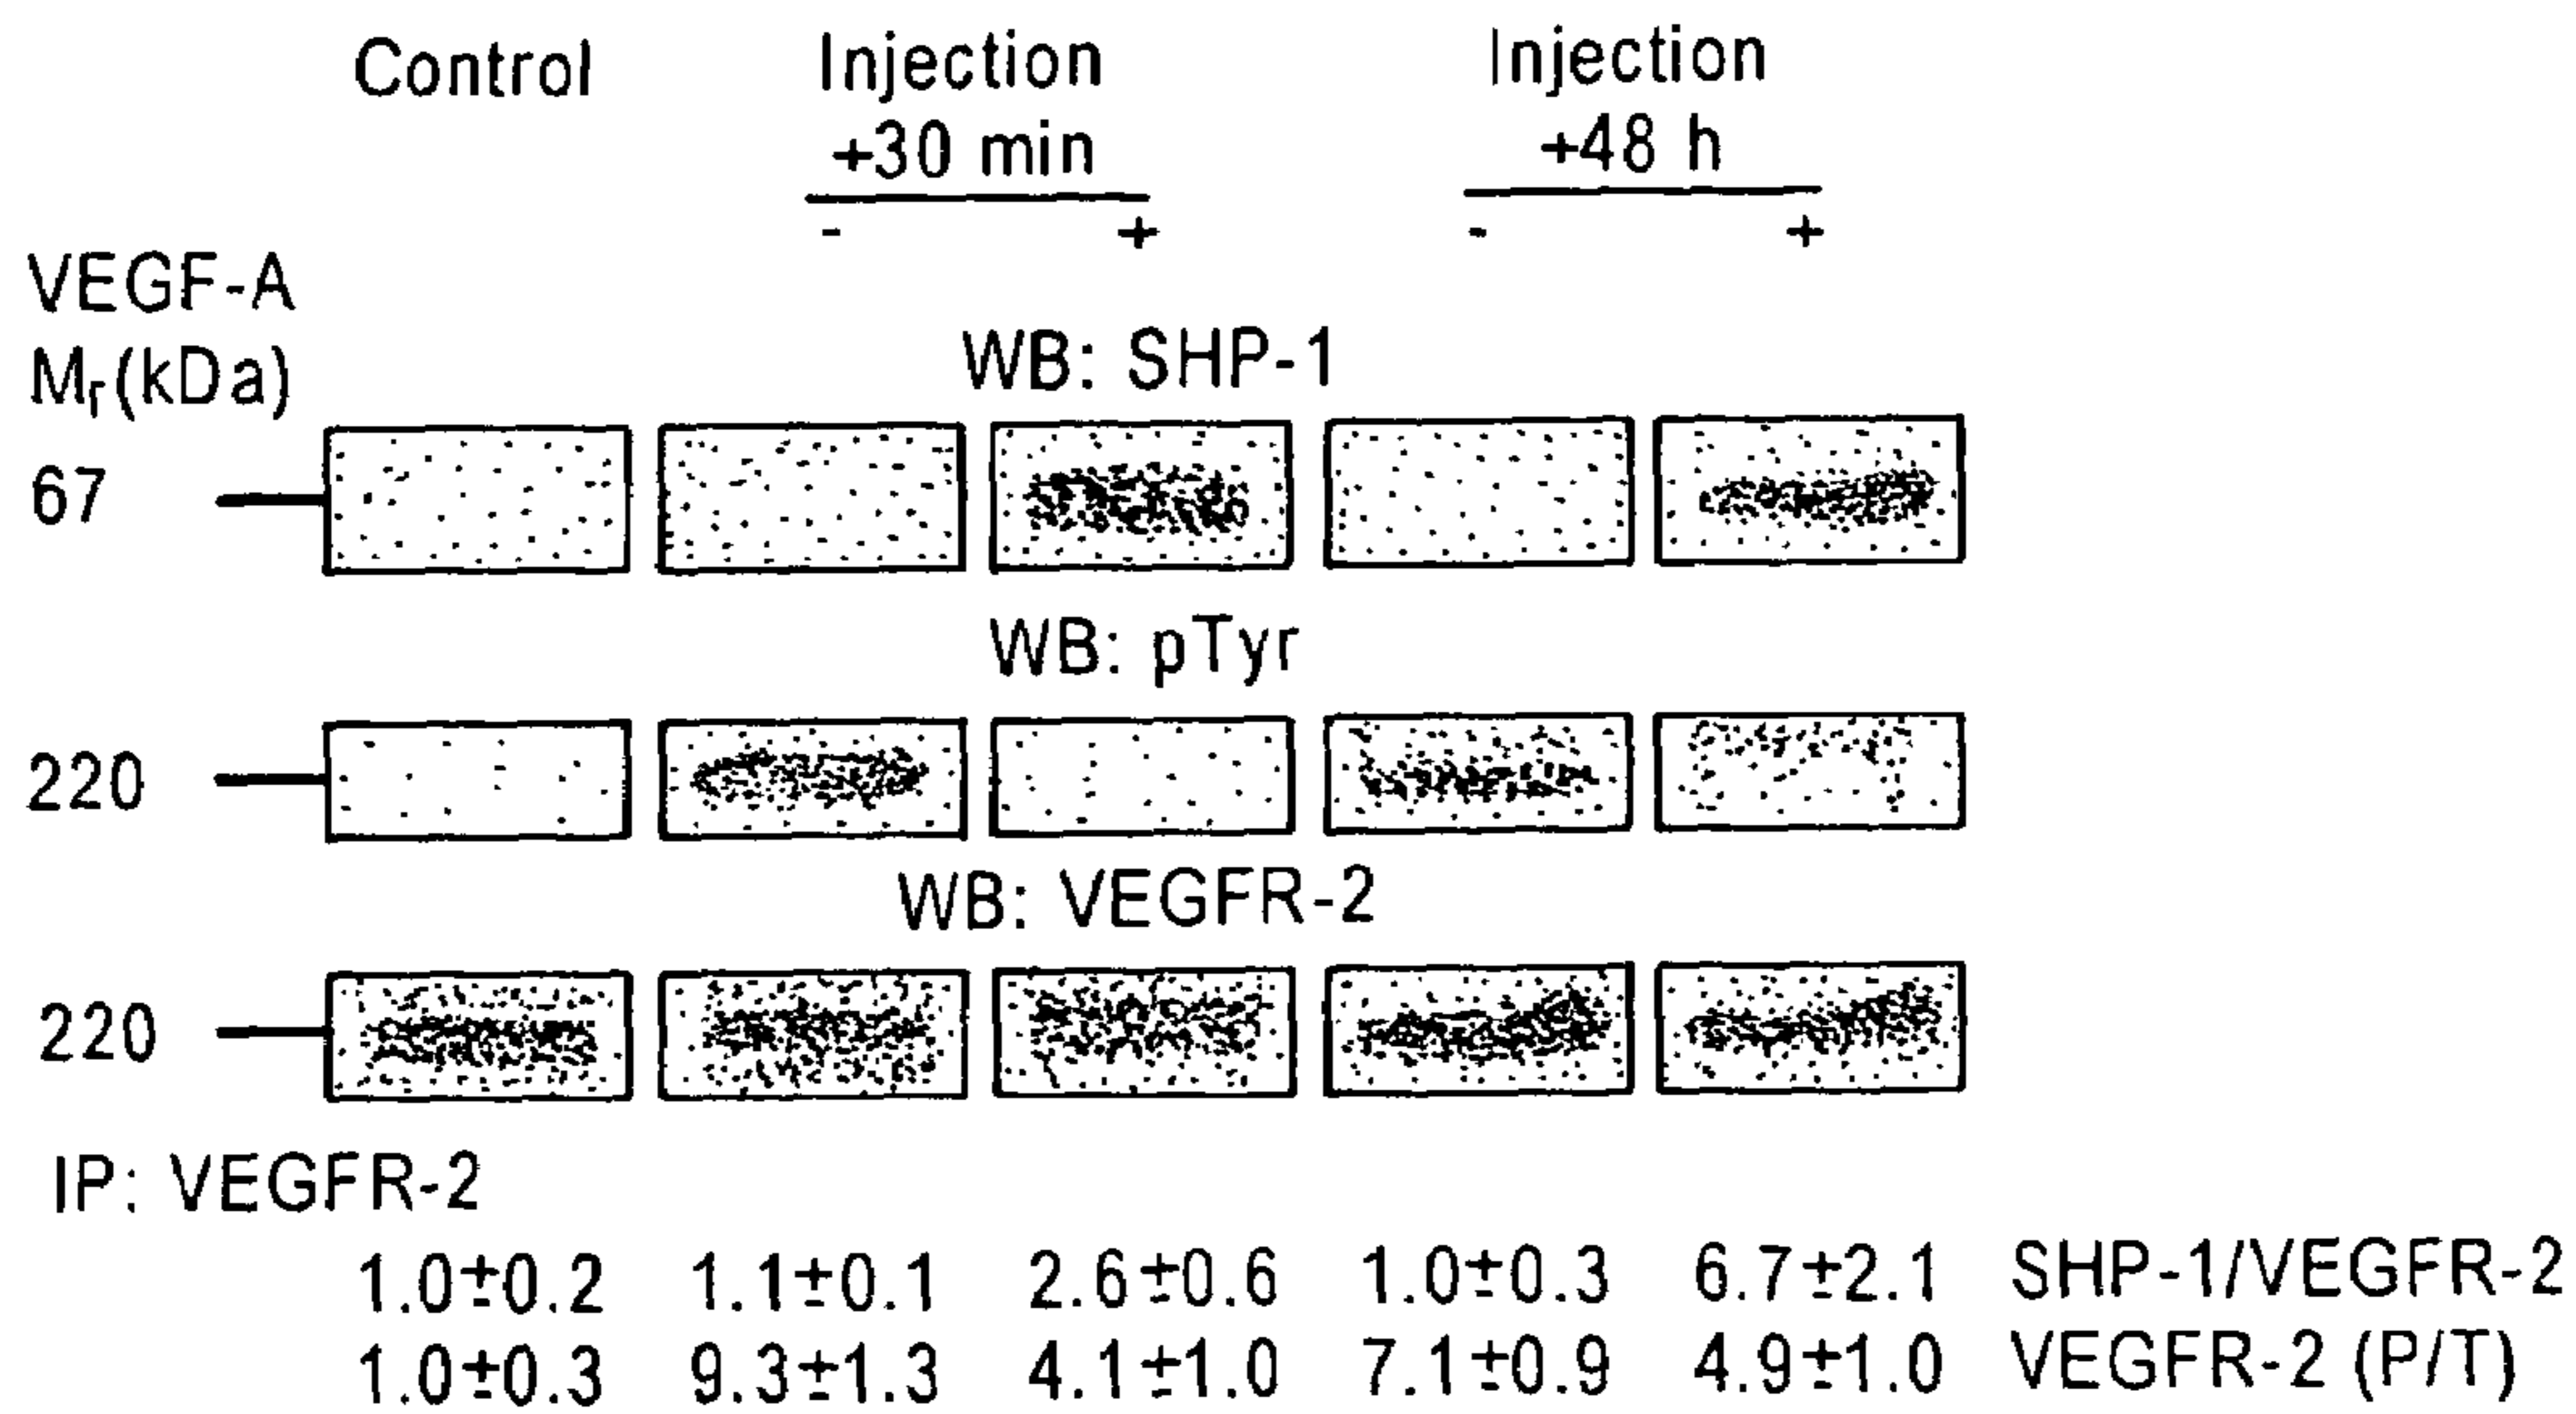 Control Injection Injection
+30 min +48 h
- + - +
VEGF-A
Mr(kDa)
WB: SHP-1
67
WB: pTyr
220
WB: VEGFR-2
220
IP: VEGFR-2
1.0±0.2 1.1±0.1 2.6±0.6 1.0±0.3 6.7±2.1 SHP-1/VEGFR-2
1.0±0.3 9.3±1.3 4.1±1.0 7.1±0.9 4.9±1.0 VEGFR-2 (P/T)